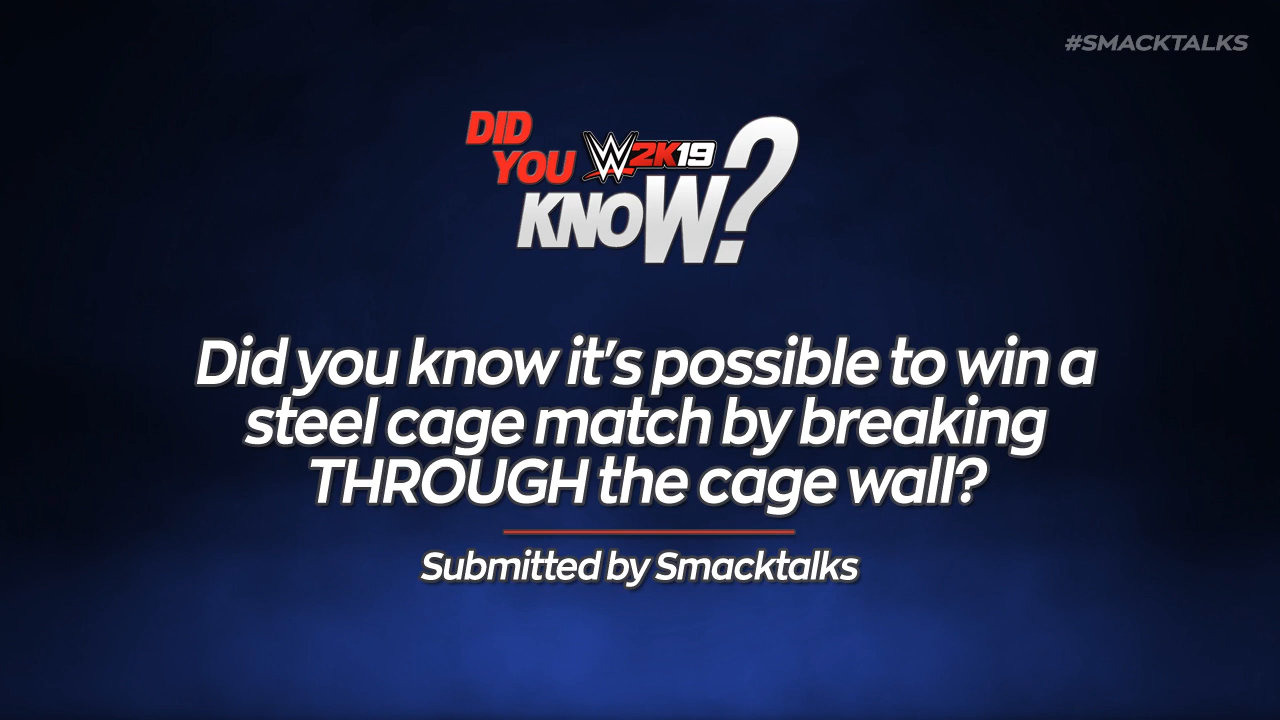 #SMACKTALKS
DID
YOU W 2K19
KNOW?
Did you know it's possible to win a
steel cage match by breaking
THROUGH the cage wall?
Submitted by Smacktalks